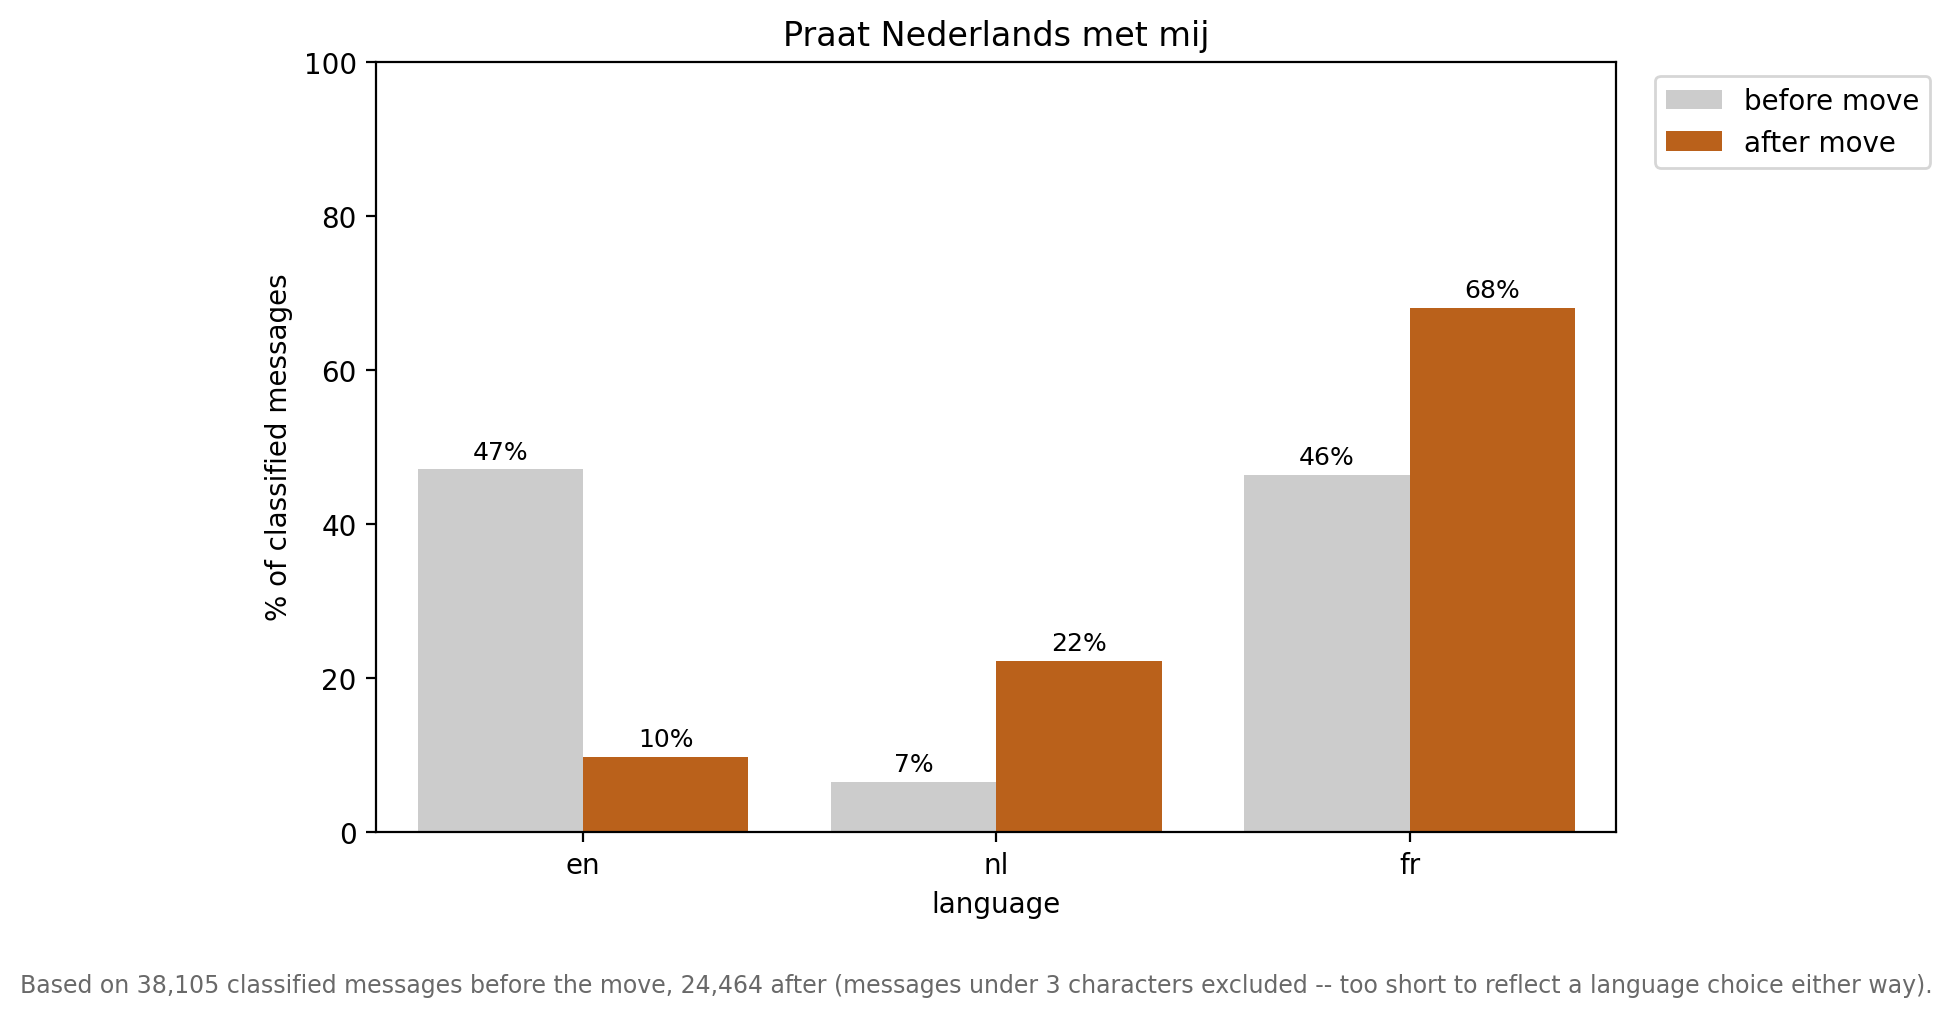 Praat Nederlands met mij
100
80
60
40
20
0
% of classified messages
47%
10%
7%
22%
46%
68%
en
nl
fr
language
before move
after move
Based on 38,105 classified messages before the move, 24,464 after (messages under 3 characters excluded -- too short to reflect a language choice either way).